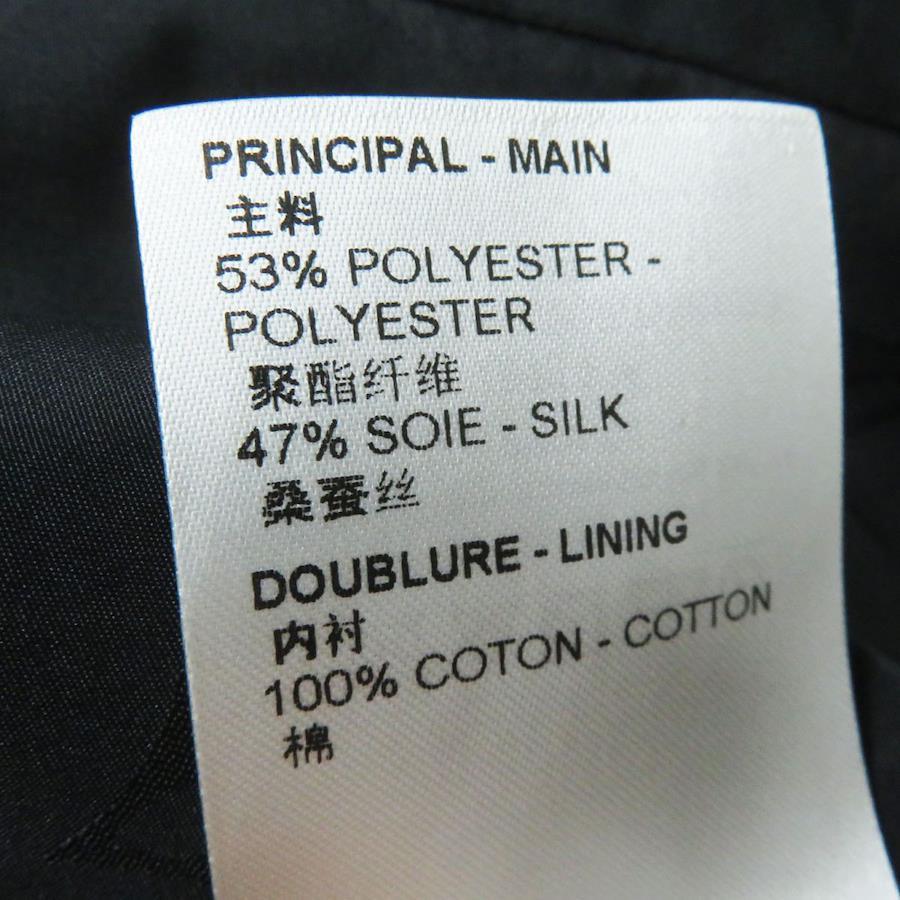 PRINCIPAL - MAIN
主料
53% POLYESTER -
POLYESTER
聚酯纤维
47% SOIE - SILK
桑蚕丝
DOUBLURE - LINING
内衬
100% COTON - COTTON
棉